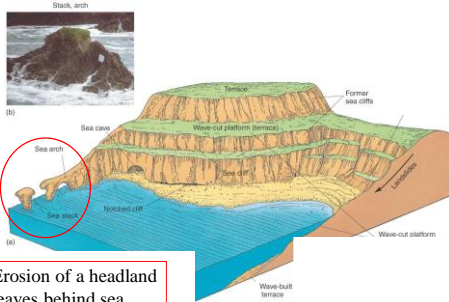 Stack, arch
(b)
Terrace
Former
sea cliffs
Sea cave
Wave-cut platform (terrace)
Sea arch
Sea cliff
Landslides
Notched cliff
Sea stack
(a)
Wave-cut platform
Wave-built
terrace
Erosion of a headland
leaves behind sea